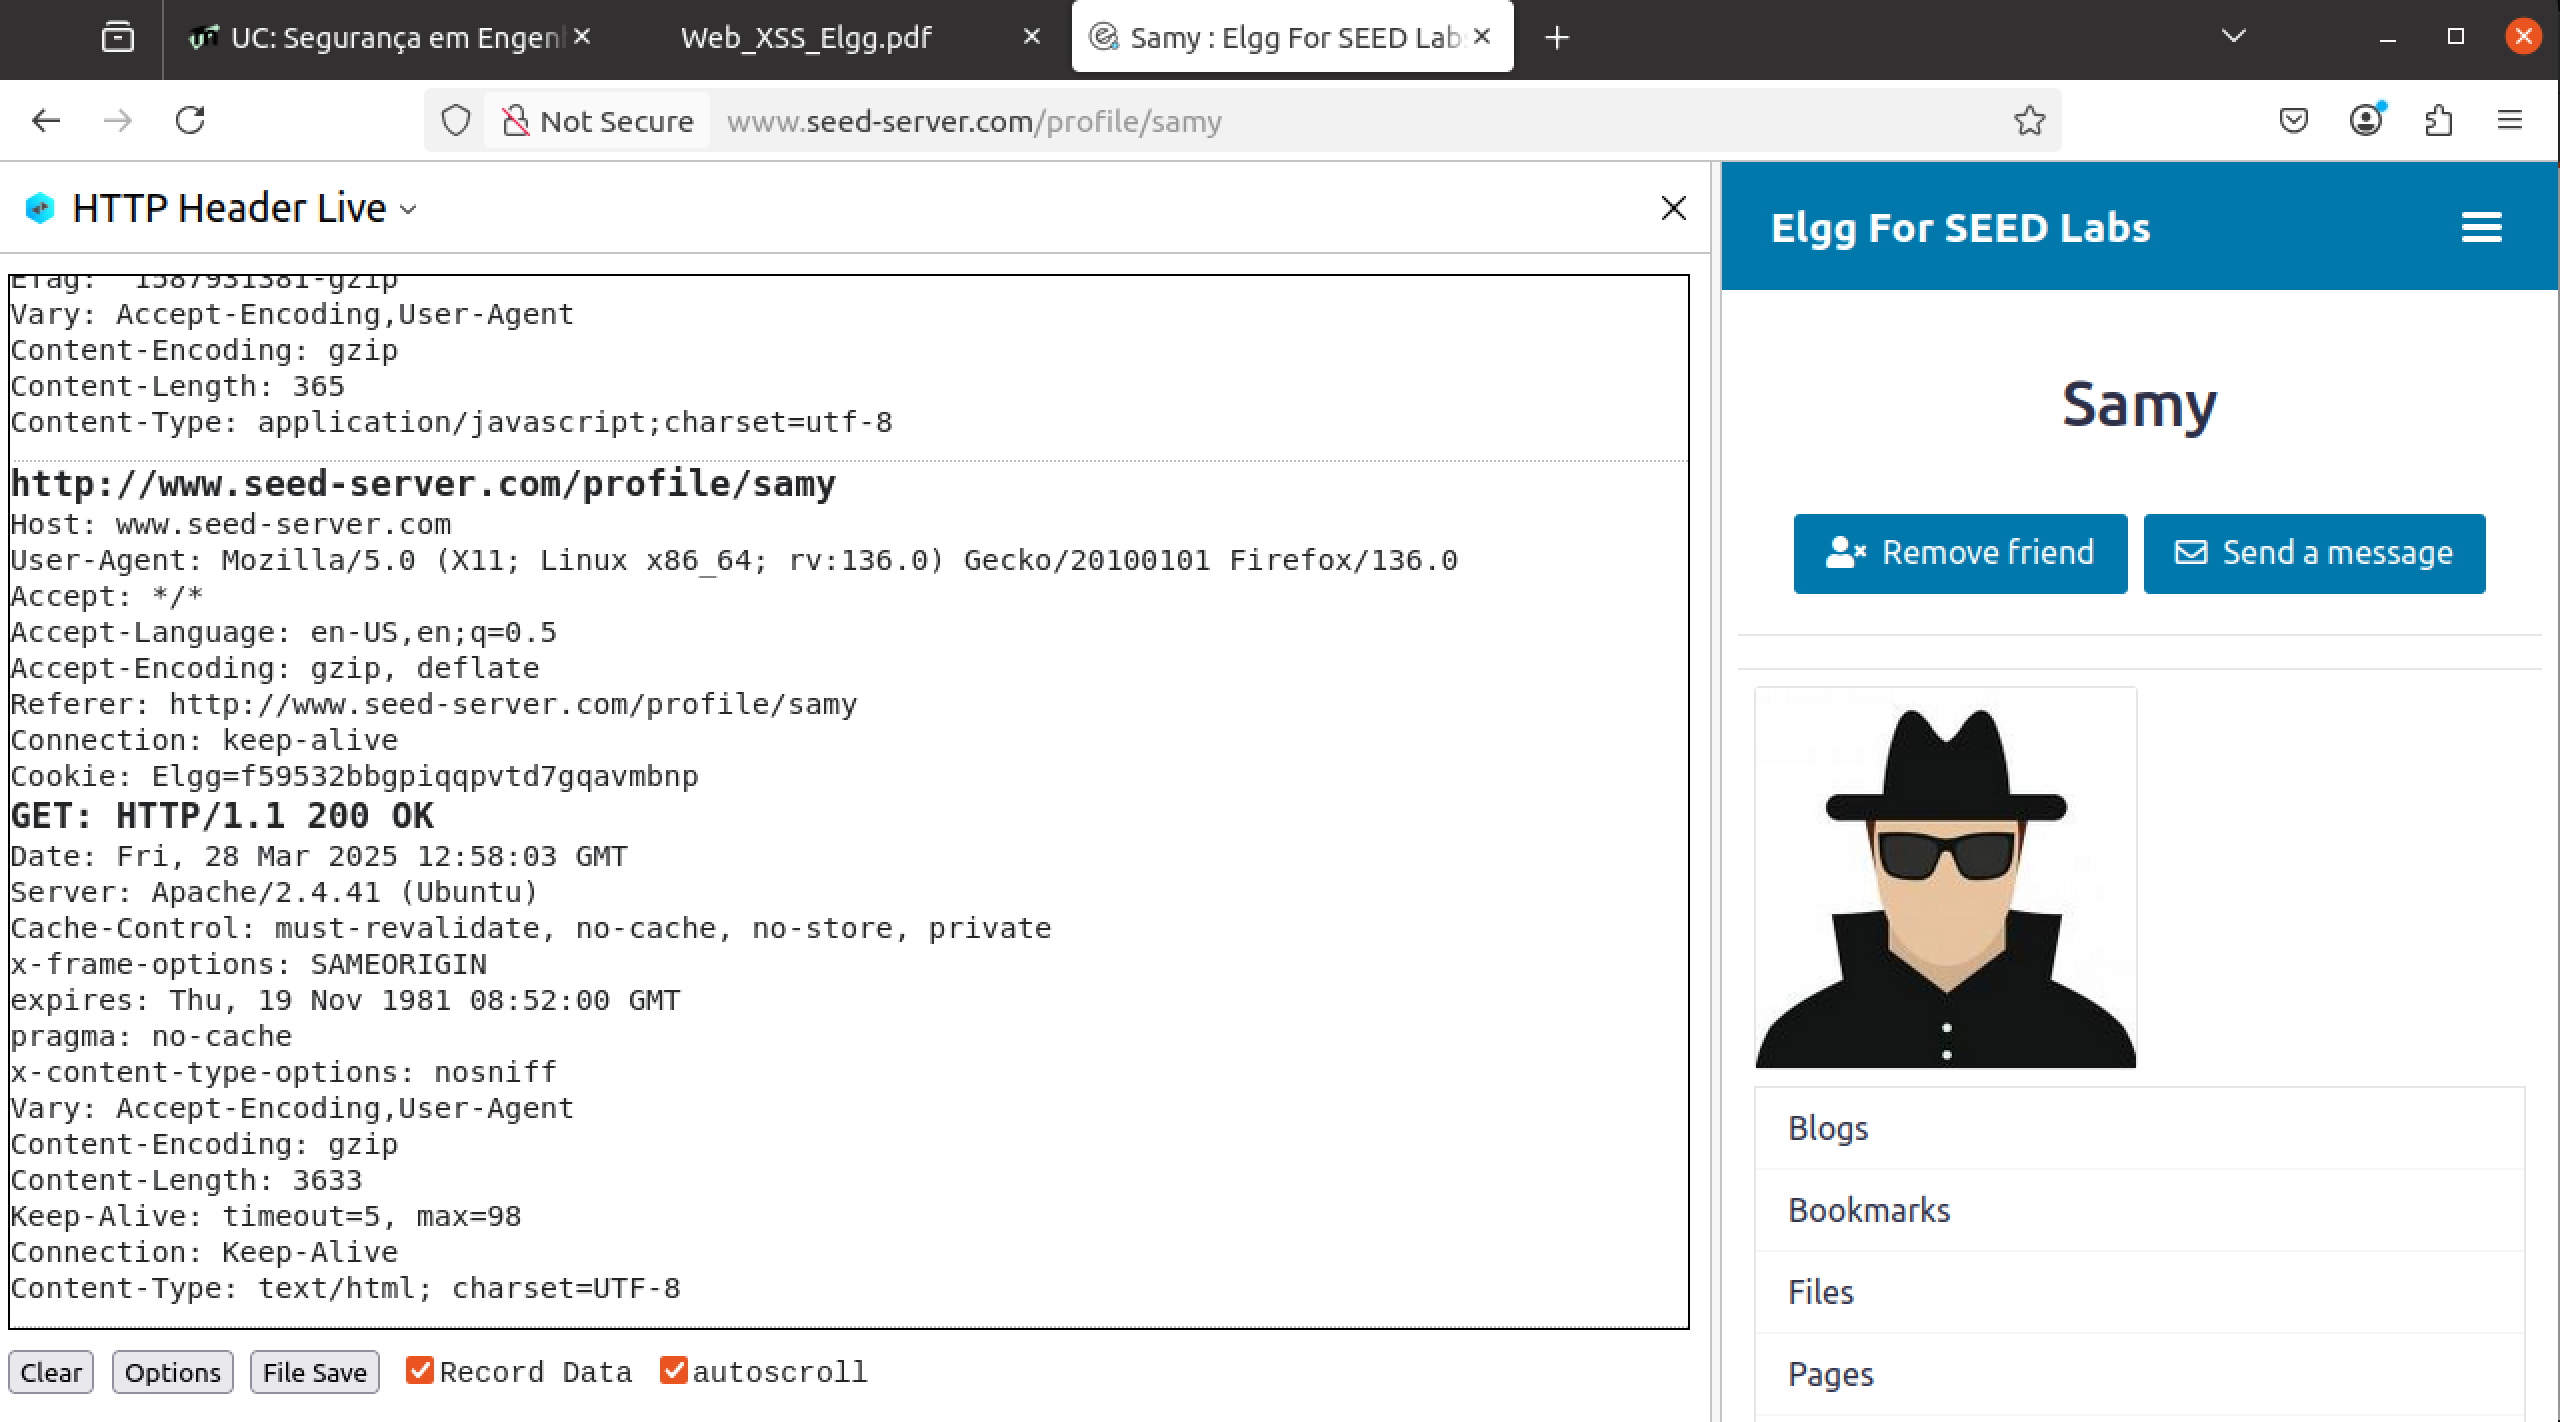 UC: Segurança em Engen
Web_XSS_Elgg.pdf
Samy : Elgg For SEED Lab
Not Secure
www.seed-server.com/profile/samy
HTTP Header Live
Etag: "1587931381-gzip
Vary: Accept-Encoding,User-Agent
Content-Encoding: gzip
Content-Length: 365
Content-Type: application/javascript;charset=utf-8
http://www.seed-server.com/profile/samy
Host: www.seed-server.com
User-Agent: Mozilla/5.0 (X11; Linux x86_64; rv:136.0) Gecko/20100101 Firefox/136.0
Accept: */*
Accept-Language: en-US,en;q=0.5
Accept-Encoding: gzip, deflate
Referer: http://www.seed-server.com/profile/samy
Connection: keep-alive
Cookie: Elgg=f59532bbgpiqqpvtd7gqavmbnp
GET: HTTP/1.1 200 OK
Date: Fri, 28 Mar 2025 12:58:03 GMT
Server: Apache/2.4.41 (Ubuntu)
Cache-Control: must-revalidate, no-cache, no-store, private
x-frame-options: SAMEORIGIN
expires: Thu, 19 Nov 1981 08:52:00 GMT
pragma: no-cache
x-content-type-options: nosniff
Vary: Accept-Encoding,User-Agent
Content-Encoding: gzip
Content-Length: 3633
Keep-Alive: timeout=5, max=98
Connection: Keep-Alive
Content-Type: text/html; charset=UTF-8
Clear
Options
File Save
Record Data
autoscroll
Elgg For SEED Labs
Samy
Remove friend
Send a message
Blogs
Bookmarks
Files
Pages